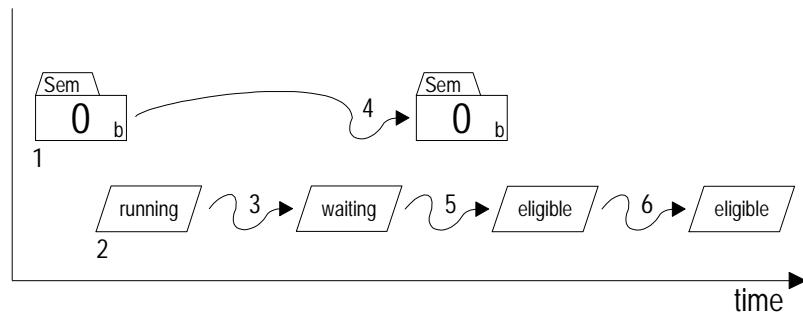 Sem Sem
0 b 4 0 b
1
running 3 waiting 5 eligible 6 eligible
2
time